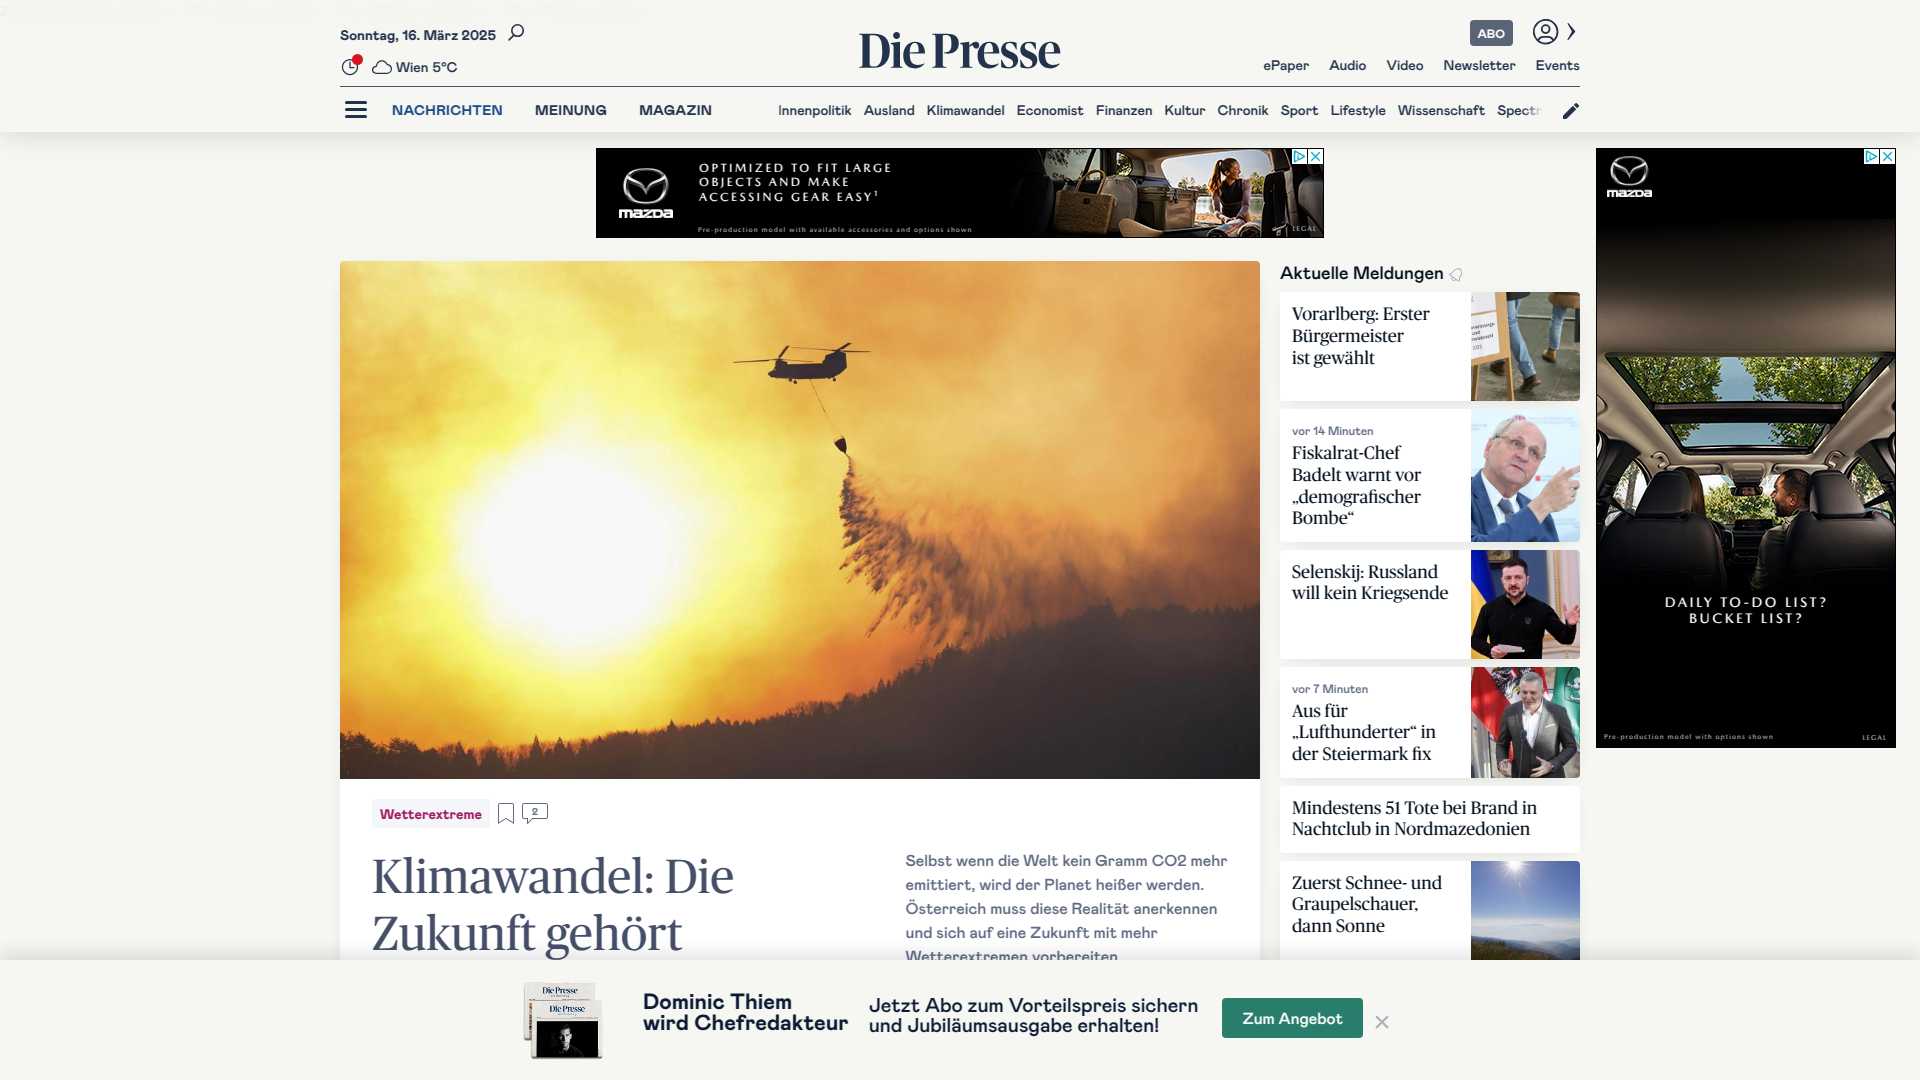 Sonntag, 16. März 2025
Wien 5°C
Die Presse
ABO
ePaper Audio Video Newsletter Events
NACHRICHTEN MEINUNG MAGAZIN
Innenpolitik Ausland Klimawandel Economist Finanzen Kultur Chronik Sport Lifestyle Wissenschaft Spectr
mazda
OPTIMIZED TO FIT LARGE
OBJECTS AND MAKE
ACCESSING GEAR EASY¹
Pre-production model with available accessories and options shown
LEGAL
mazda
DAILY TO-DO LIST?
BUCKET LIST?
Pre-production model with options shown
LEGAL
Wetterextreme
2
Klimawandel: Die
Zukunft gehört
Selbst wenn die Welt kein Gramm CO2 mehr
emittiert, wird der Planet heißer werden.
Österreich muss diese Realität anerkennen
und sich auf eine Zukunft mit mehr
Wetterextremen vorbereiten.
Aktuelle Meldungen
Vorarlberg: Erster
Bürgermeister
ist gewählt
vor 14 Minuten
Fiskalrat-Chef
Badelt warnt vor
„demografischer
Bombe“
Selenskij: Russland
will kein Kriegsende
vor 7 Minuten
Aus für
„Lufthunderter“ in
der Steiermark fix
Mindestens 51 Tote bei Brand in
Nachtclub in Nordmazedonien
Zuerst Schnee- und
Graupelschauer,
dann Sonne
Die Presse
Die Presse
Dominic Thiem
wird Chefredakteur
Jetzt Abo zum Vorteilspreis sichern
und Jubiläumsausgabe erhalten!
Zum Angebot